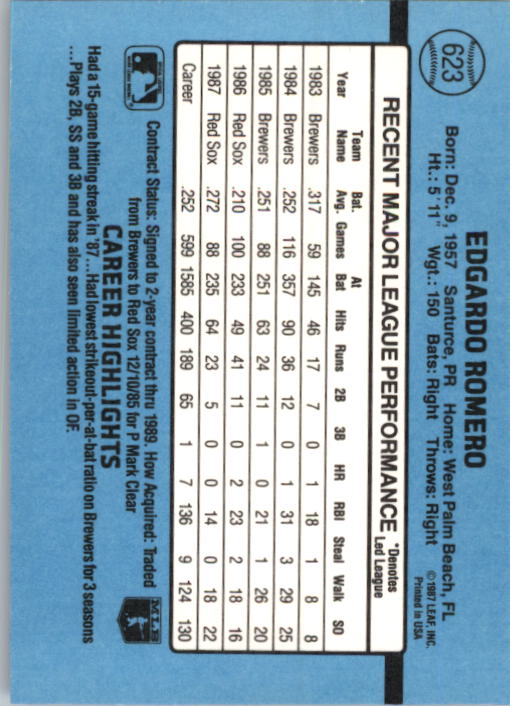 623
EDGARDO ROMERO
Born: Dec. 9, 1957 Santurce, PR Home: West Palm Beach, FL
Ht.: 5'11" Wgt.: 150 Bats: Right Throws: Right
© 1987 LEAF, INC.
Printed in USA
RECENT MAJOR LEAGUE PERFORMANCE *Denotes Led League
Year Team Name Bat. Avg. Games At Bat Hits Runs 2B 3B HR RBI Steal Walk SO
1983 Brewers .317 59 145 46 17 7 0 1 18 1 8 8
1984 Brewers .252 116 357 90 36 12 0 1 31 3 29 25
1985 Brewers .251 88 251 63 24 11 1 0 21 1 26 20
1986 Red Sox .210 100 233 49 41 11 0 2 23 2 18 16
1987 Red Sox .272 88 235 64 23 5 0 0 14 0 18 22
Career .252 599 1585 400 189 65 1 7 136 9 124 130
Contract Status: Signed to 2-year contract thru 1989. How Acquired: Traded
from Brewers to Red Sox 12/10/85 for P Mark Clear
MLB
CAREER HIGHLIGHTS
Had a 15-game hitting streak in '87...Had lowest strikeout-per-at-bat ratio on Brewers for 3 seasons
...Plays 2B, SS and 3B and has also seen limited action in OF.